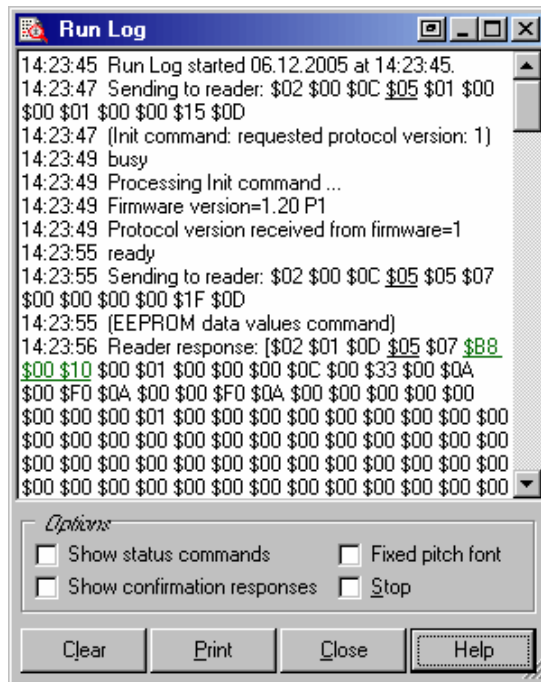 Run Log
14:23:45 Run Log started 06.12.2005 at 14:23:45.
14:23:47 Sending to reader: $02 $00 $0C $05 $01 $00
$00 $01 $00 $00 $15 $0D
14:23:47 (Init command: requested protocol version: 1)
14:23:49 busy
14:23:49 Processing Init command ...
14:23:49 Firmware version=1.20 P1
14:23:49 Protocol version received from firmware=1
14:23:55 ready
14:23:55 Sending to reader: $02 $00 $0C $05 $05 $07
$00 $00 $00 $00 $1F $0D
14:23:55 (EEPROM data values command)
14:23:56 Reader response: [$02 $01 $0D $05 $07 $B8
$00 $10 $00 $01 $00 $00 $00 $0C $00 $33 $00 $0A
$00 $F0 $0A $00 $00 $F0 $0A $00 $00 $00 $00 $00
$00 $00 $00 $01 $00 $00 $00 $00 $00 $00 $00 $00 $00
$00 $00 $00 $00 $00 $00 $00 $00 $00 $00 $00 $00 $00
$00 $00 $00 $00 $00 $00 $00 $00 $00 $00 $00 $00 $00
$00 $00 $00 $00 $00 $00 $00 $00 $00 $00 $00 $00 $00
Options
Show status commands
Fixed pitch font
Show confirmation responses
Stop
Clear
Print
Close
Help